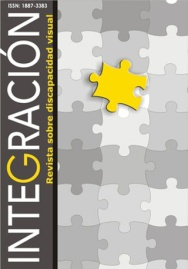 ISSN: 1887-3383
INTEGRACIÓN
Revista sobre discapacidad visual